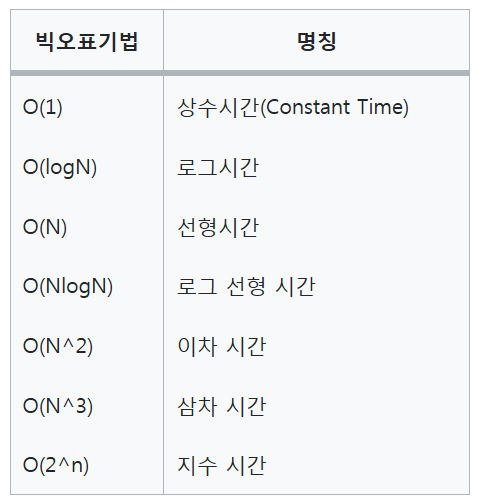 빅오표기법 명칭
O(1) 상수시간(Constant Time)
O(logN) 로그시간
O(N) 선형시간
O(NlogN) 로그 선형 시간
O(N^2) 이차 시간
O(N^3) 삼차 시간
O(2^n) 지수 시간